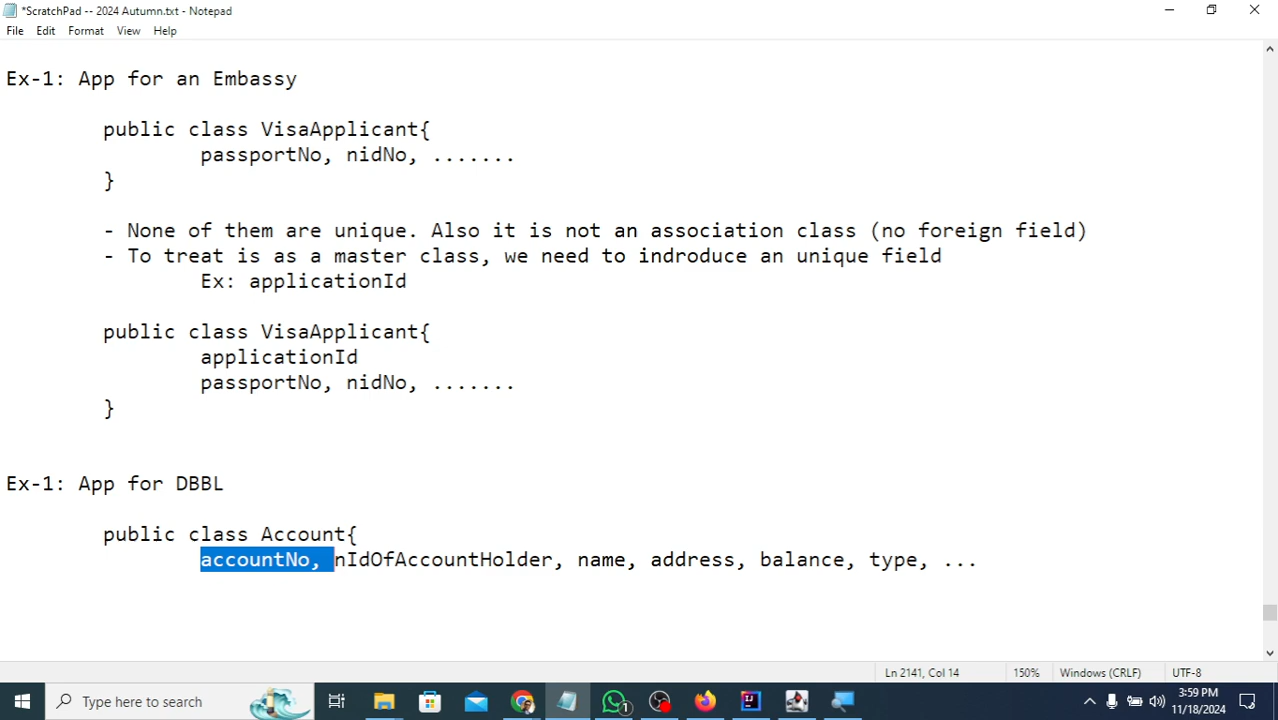 *ScratchPad -- 2024 Autumn.txt - Notepad
File Edit Format View Help
Ex-1: App for an Embassy
public class VisaApplicant{
passportNo, nidNo, .......
}
- None of them are unique. Also it is not an association class (no foreign field)
- To treat is as a master class, we need to indroduce an unique field
Ex: applicationId
public class VisaApplicant{
applicationId
passportNo, nidNo, .......
}
Ex-1: App for DBBL
public class Account{
accountNo, nIdOfAccountHolder, name, address, balance, type, ...
Ln 2141, Col 14 150% Windows (CRLF) UTF-8
Type here to search
1
3:59 PM
11/18/2024